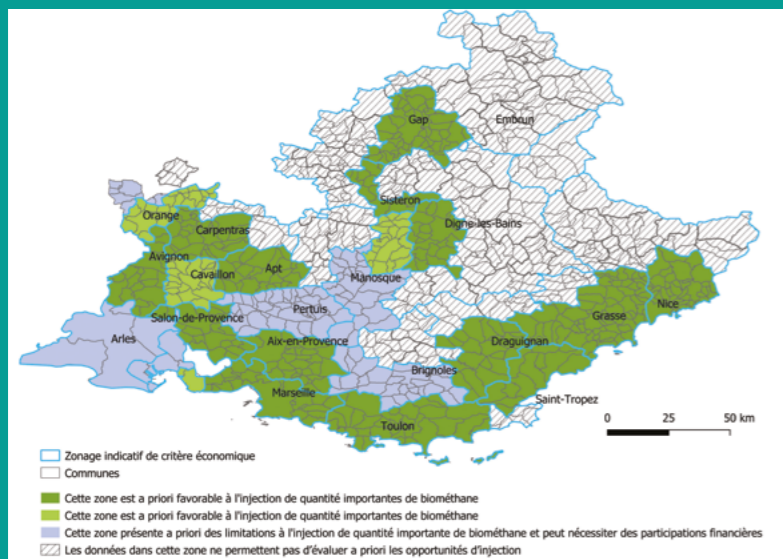 Gap
Embrun
Sisteron
Orange
Carpentras
Digne-les-Bains
Avignon
Cavaillon
Apt
Manosque
Pertuis
Nice
Salon-de-Provence
Grasse
Arles
Aix-en-Provence
Draguignan
Brignoles
Marseille
Saint-Tropez
Toulon
0 25 50 km
Zonage indicatif de critère économique
Communes
Cette zone est a priori favorable à l'injection de quantité importantes de biométhane
Cette zone est a priori favorable à l'injection de quantité importantes de biométhane
Cette zone présente a priori des limitations à l'injection de quantité importante de biométhane et peut nécessiter des participations financières
Les données dans cette zone ne permettent pas d'évaluer a priori les opportunités d'injection